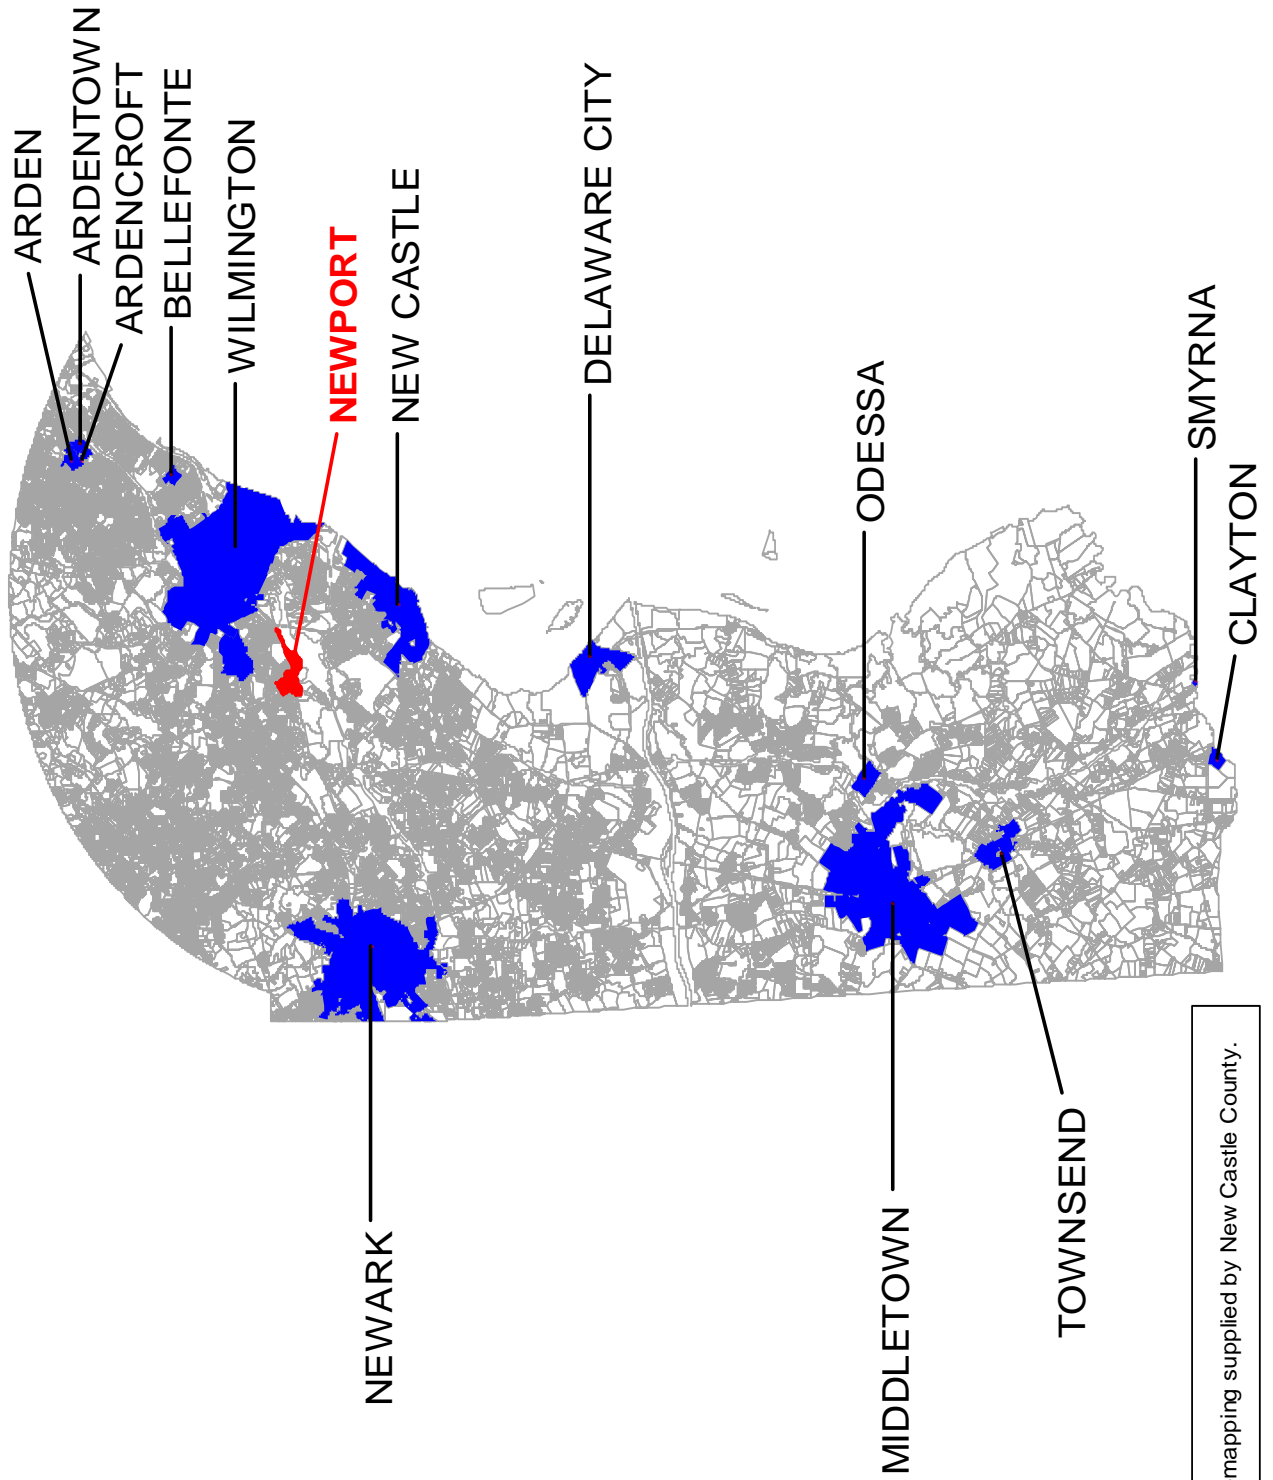 ARDEN
ARDENTOWN
ARDENCROFT
BELLEFONTE
WILMINGTON
NEWPORT
NEW CASTLE
DELAWARE CITY
ODESSA
SMYRNA
CLAYTON
NEWARK
MIDDLETOWN
TOWNSEND
mapping supplied by New Castle County.